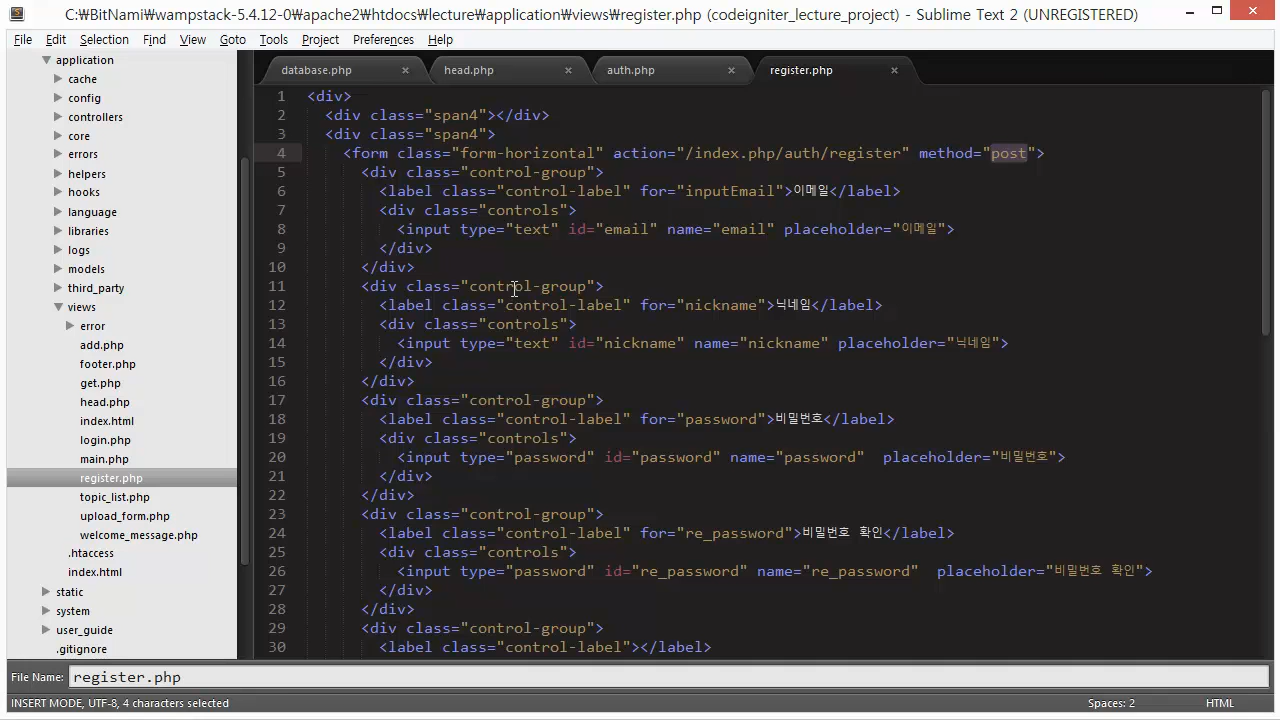 C:₩BitNami₩wampstack-5.4.12-0₩apache2₩htdocs₩lecture₩application₩views₩register.php (codeigniter_lecture_project) - Sublime Text 2 (UNREGISTERED)
File Edit Selection Find View Goto Tools Project Preferences Help
application
cache
config
controllers
core
errors
helpers
hooks
language
libraries
logs
models
third_party
views
error
add.php
footer.php
get.php
head.php
index.html
login.php
main.php
register.php
topic_list.php
upload_form.php
welcome_message.php
.htaccess
index.html
static
system
user_guide
.gitignore
database.php head.php auth.php register.php
1 <div>
2 <div class="span4"></div>
3 <div class="span4">
4 <form class="form-horizontal" action="/index.php/auth/register" method="post">
5 <div class="control-group">
6 <label class="control-label" for="inputEmail">이메일</label>
7 <div class="controls">
8 <input type="text" id="email" name="email" placeholder="이메일">
9 </div>
10 </div>
11 <div class="control-group">
12 <label class="control-label" for="nickname">닉네임</label>
13 <div class="controls">
14 <input type="text" id="nickname" name="nickname" placeholder="닉네임">
15 </div>
16 </div>
17 <div class="control-group">
18 <label class="control-label" for="password">비밀번호</label>
19 <div class="controls">
20 <input type="password" id="password" name="password"  placeholder="비밀번호">
21 </div>
22 </div>
23 <div class="control-group">
24 <label class="control-label" for="re_password">비밀번호 확인</label>
25 <div class="controls">
26 <input type="password" id="re_password" name="re_password"  placeholder="비밀번호 확인">
27 </div>
28 </div>
29 <div class="control-group">
30 <label class="control-label"></label>
File Name: register.php
INSERT MODE, UTF-8, 4 characters selected Spaces: 2 HTML